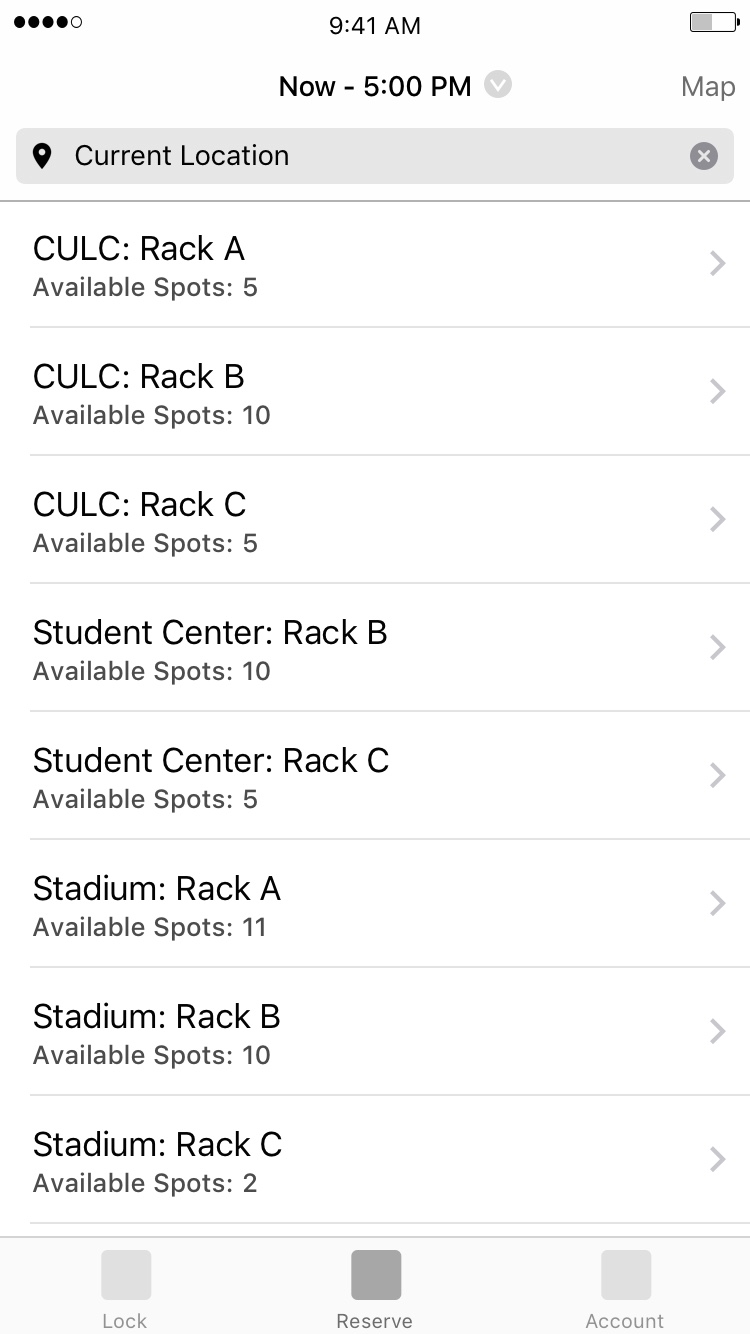 9:41 AM
Now - 5:00 PM
Map
Current Location
CULC: Rack A
Available Spots: 5
CULC: Rack B
Available Spots: 10
CULC: Rack C
Available Spots: 5
Student Center: Rack B
Available Spots: 10
Student Center: Rack C
Available Spots: 5
Stadium: Rack A
Available Spots: 11
Stadium: Rack B
Available Spots: 10
Stadium: Rack C
Available Spots: 2
Lock
Reserve
Account